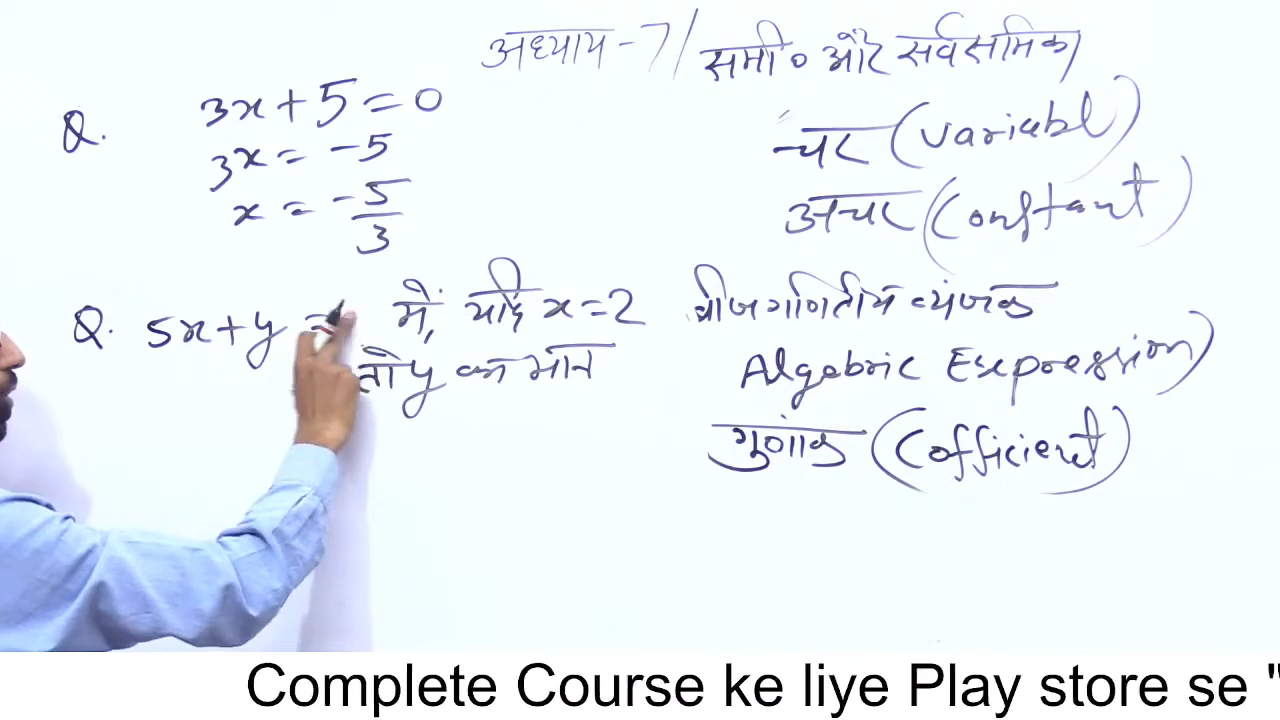 अध्याय - 7/ समी० और सर्वसमिका
Q. 3x + 5 = 0
3x = -5
x = -5/3
चर (Variabl)
अचर (Constant)
Q. 5x + y = में, यदि x = 2
तो y का मान
बीजगणितीय व्यंजक
Algebric Expression)
गुणांक (Cofficient)
Complete Course ke liye Play store se "